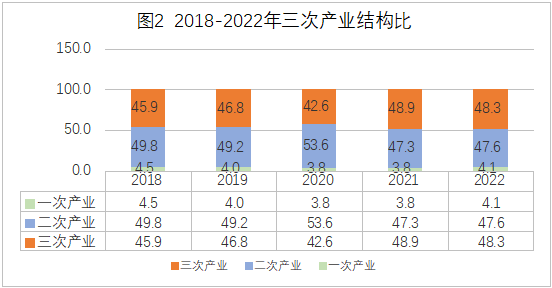 图2 2018-2022年三次产业结构比
150.0
100.0
50.0
0.0
45.9 46.8 42.6 48.9 48.3
49.8 49.2 53.6 47.3 47.6
4.5 4.0 3.8 3.8 4.1
2018 2019 2020 2021 2022
一次产业 4.5 4.0 3.8 3.8 4.1
二次产业 49.8 49.2 53.6 47.3 47.6
三次产业 45.9 46.8 42.6 48.9 48.3
三次产业 二次产业 一次产业